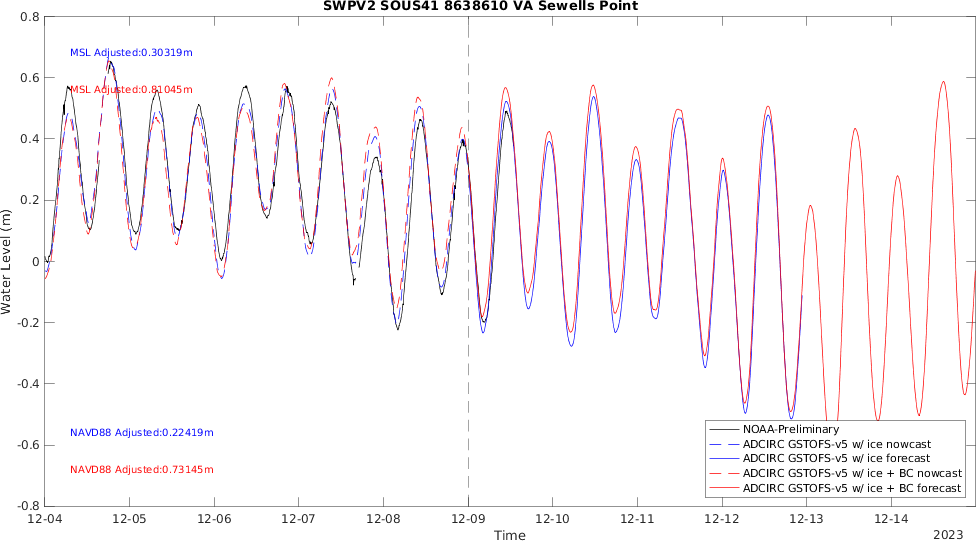 SWPV2 SOUS41 8638610 VA Sewells Point
Water Level (m)
0.8
0.6
0.4
0.2
0
-0.2
-0.4
-0.6
-0.8
MSL Adjusted:0.30319m
MSL Adjusted:0.81045m
NAVD88 Adjusted:0.22419m
NAVD88 Adjusted:0.73145m
NOAA-Preliminary
ADCIRC GSTOFS-v5 w/ ice nowcast
ADCIRC GSTOFS-v5 w/ ice forecast
ADCIRC GSTOFS-v5 w/ ice + BC nowcast
ADCIRC GSTOFS-v5 w/ ice + BC forecast
12-04 12-05 12-06 12-07 12-08 12-09 12-10 12-11 12-12 12-13 12-14
Time
2023